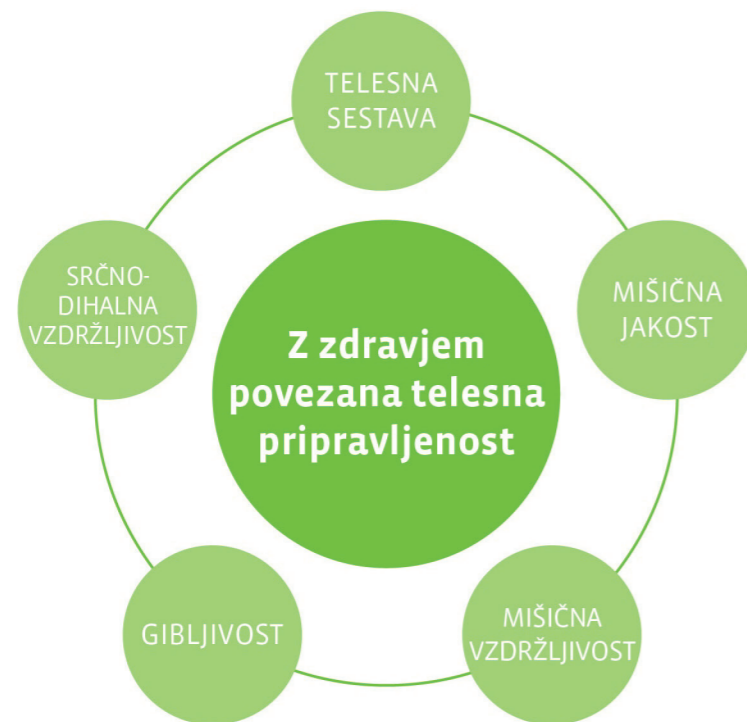 TELESNA
SESTAVA
SRČNO-
DIHALNA
VZDRŽLJIVOST
MIŠIČNA
JAKOST
Z zdravjem
povezana telesna
pripravljenost
GIBLJIVOST
MIŠIČNA
VZDRŽLJIVOST